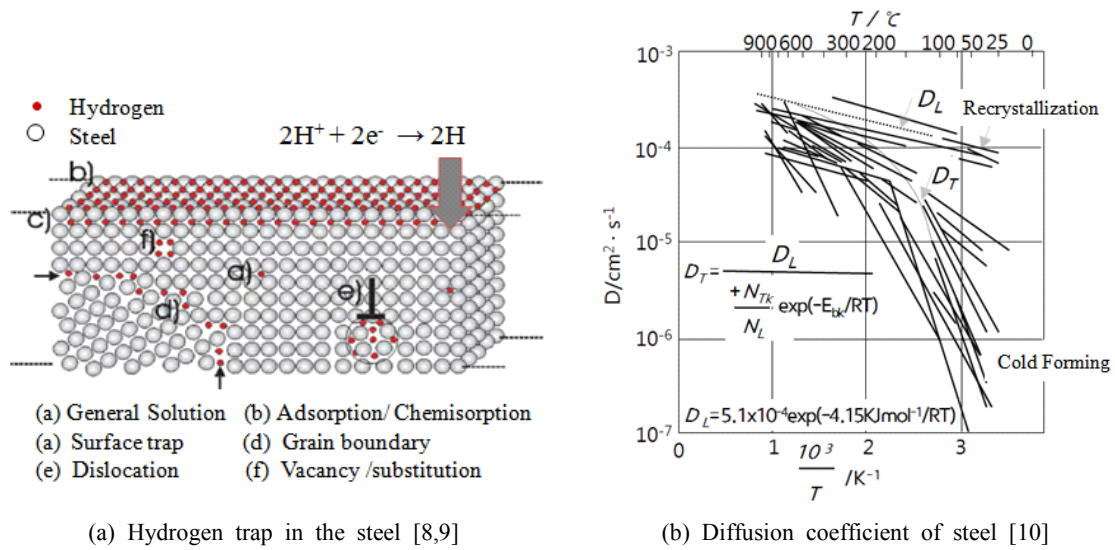 Hydrogen
Steel
2H⁺ + 2e⁻ → 2H
b)
c)
f)
a)
d)
e)
(a) General Solution (b) Adsorption/ Chemisorption
(a) Surface trap (d) Grain boundary
(e) Dislocation (f) Vacancy /substitution
(a) Hydrogen trap in the steel [8,9]
T / °C
900 600 300 200 100 50 25 0
10⁻³
10⁻⁴
10⁻⁵
10⁻⁶
10⁻⁷
D/cm² · s⁻¹
D_L
Recrystallization
D_T
D_T = D_L / + N_Tk / N_L exp(−E_bk/RT)
Cold Forming
D_L=5.1x10⁻⁴exp(−4.15KJmol⁻¹/RT)
0 1 2 3
10³ / T /K⁻¹
(b) Diffusion coefficient of steel [10]